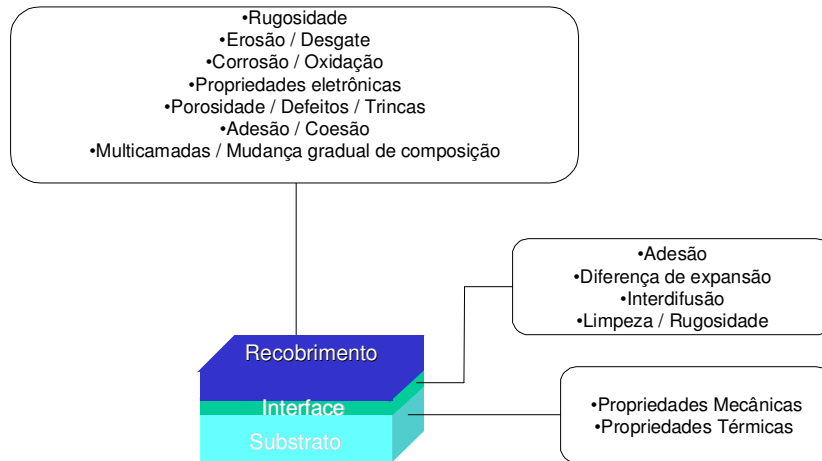 •Rugosidade
•Erosão / Desgate
•Corrosão / Oxidação
•Propriedades eletrônicas
•Porosidade / Defeitos / Trincas
•Adesão / Coesão
•Multicamadas / Mudança gradual de composição
•Adesão
•Diferença de expansão
•Interdifusão
•Limpeza / Rugosidade
Recobrimento
Interface
Substrato
•Propriedades Mecânicas
•Propriedades Térmicas